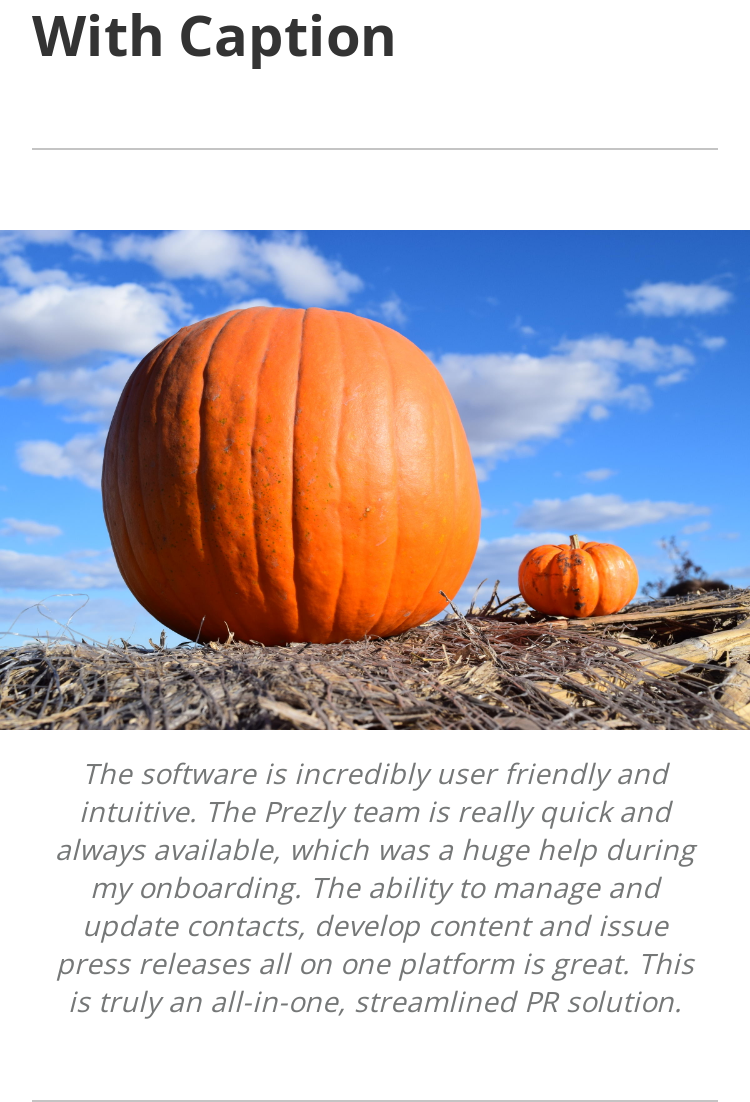 With Caption
The software is incredibly user friendly and
intuitive. The Prezly team is really quick and
always available, which was a huge help during
my onboarding. The ability to manage and
update contacts, develop content and issue
press releases all on one platform is great. This
is truly an all-in-one, streamlined PR solution.